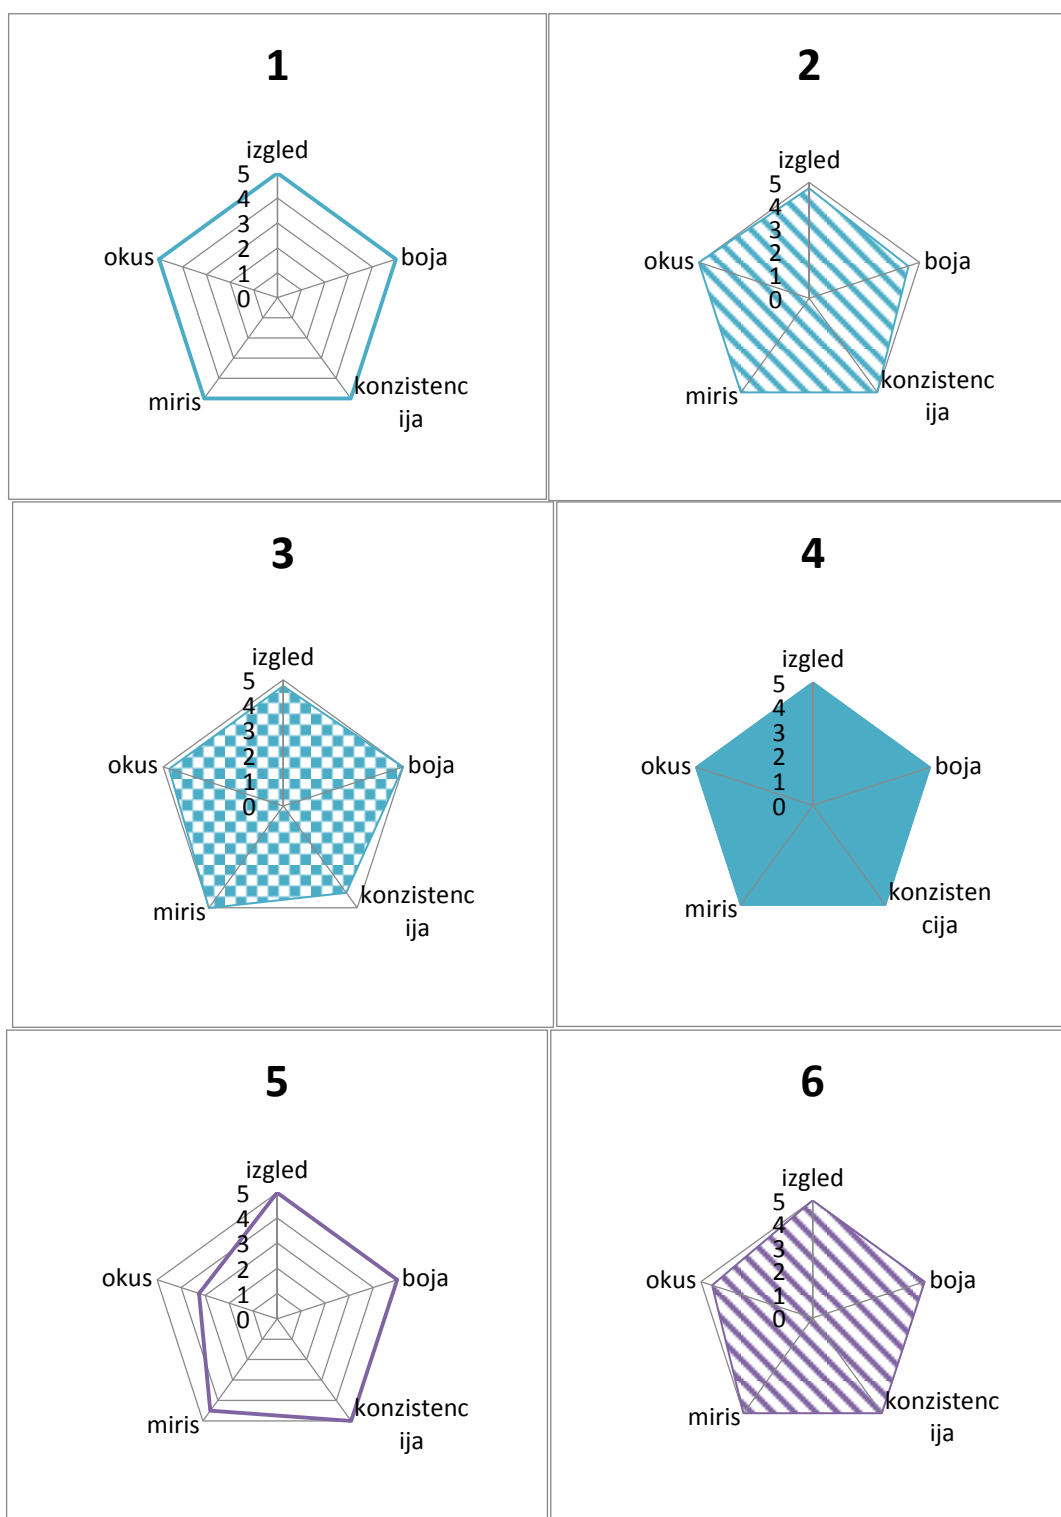 1
izgled
5
4
3
2
1
0
boja
konzistenc
ija
miris
okus
2
izgled
5
4
3
2
1
0
boja
konzistenc
ija
miris
okus
3
izgled
5
4
3
2
1
0
boja
konzistenc
ija
miris
okus
4
izgled
5
4
3
2
1
0
boja
konzisten
cija
miris
okus
5
izgled
5
4
3
2
1
0
boja
konzistenc
ija
miris
okus
6
izgled
5
4
3
2
1
0
boja
konzistenc
ija
miris
okus